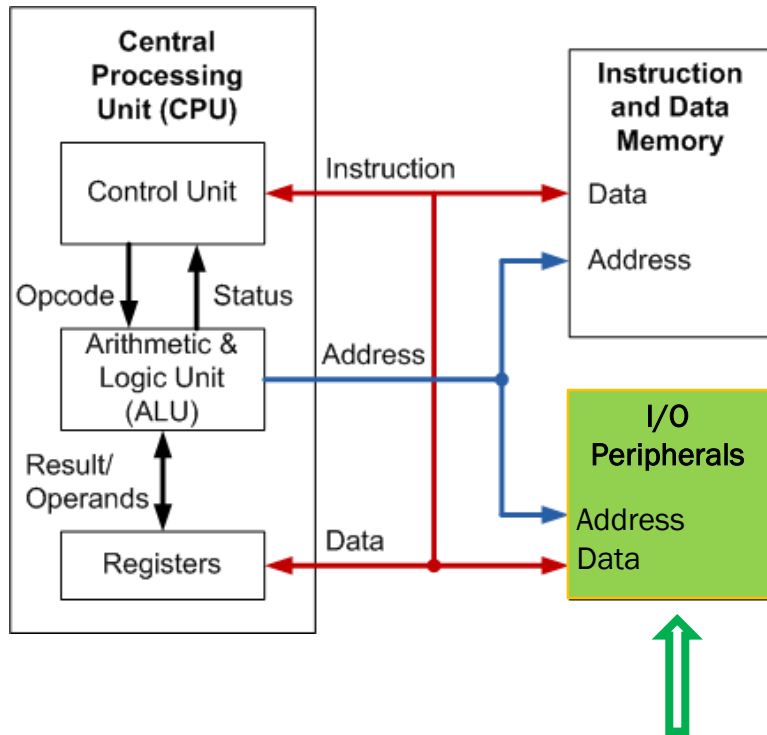 Central
Processing
Unit (CPU)
Control Unit
Opcode
Status
Arithmetic &
Logic Unit
(ALU)
Result/
Operands
Registers
Instruction
Address
Data
Instruction
and Data
Memory
Data
Address
I/O
Peripherals
Address
Data